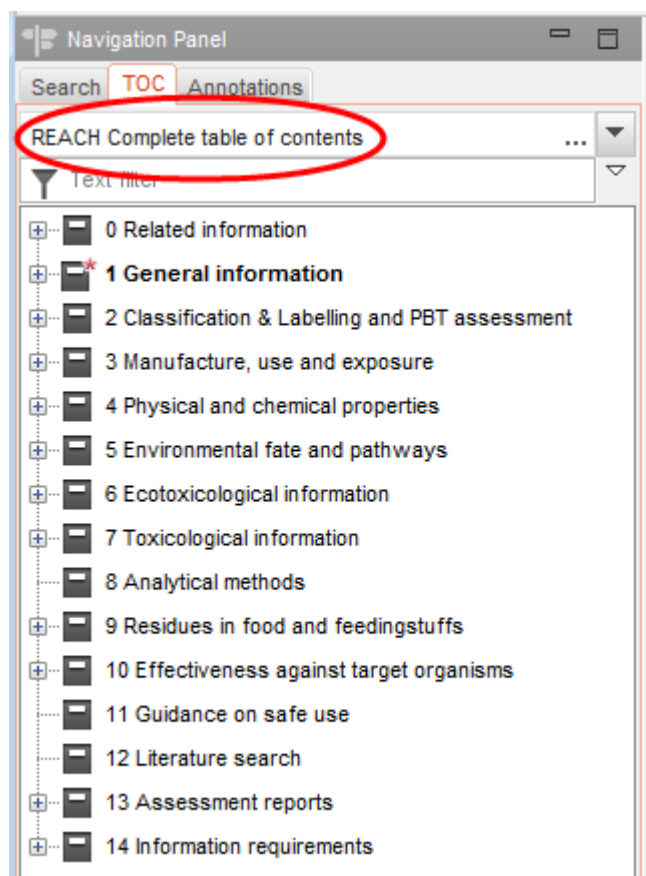 Navigation Panel
Search TOC Annotations
REACH Complete table of contents ...
Text filter
0 Related information
1 General information
2 Classification & Labelling and PBT assessment
3 Manufacture, use and exposure
4 Physical and chemical properties
5 Environmental fate and pathways
6 Ecotoxicological information
7 Toxicological information
8 Analytical methods
9 Residues in food and feedingstuffs
10 Effectiveness against target organisms
11 Guidance on safe use
12 Literature search
13 Assessment reports
14 Information requirements